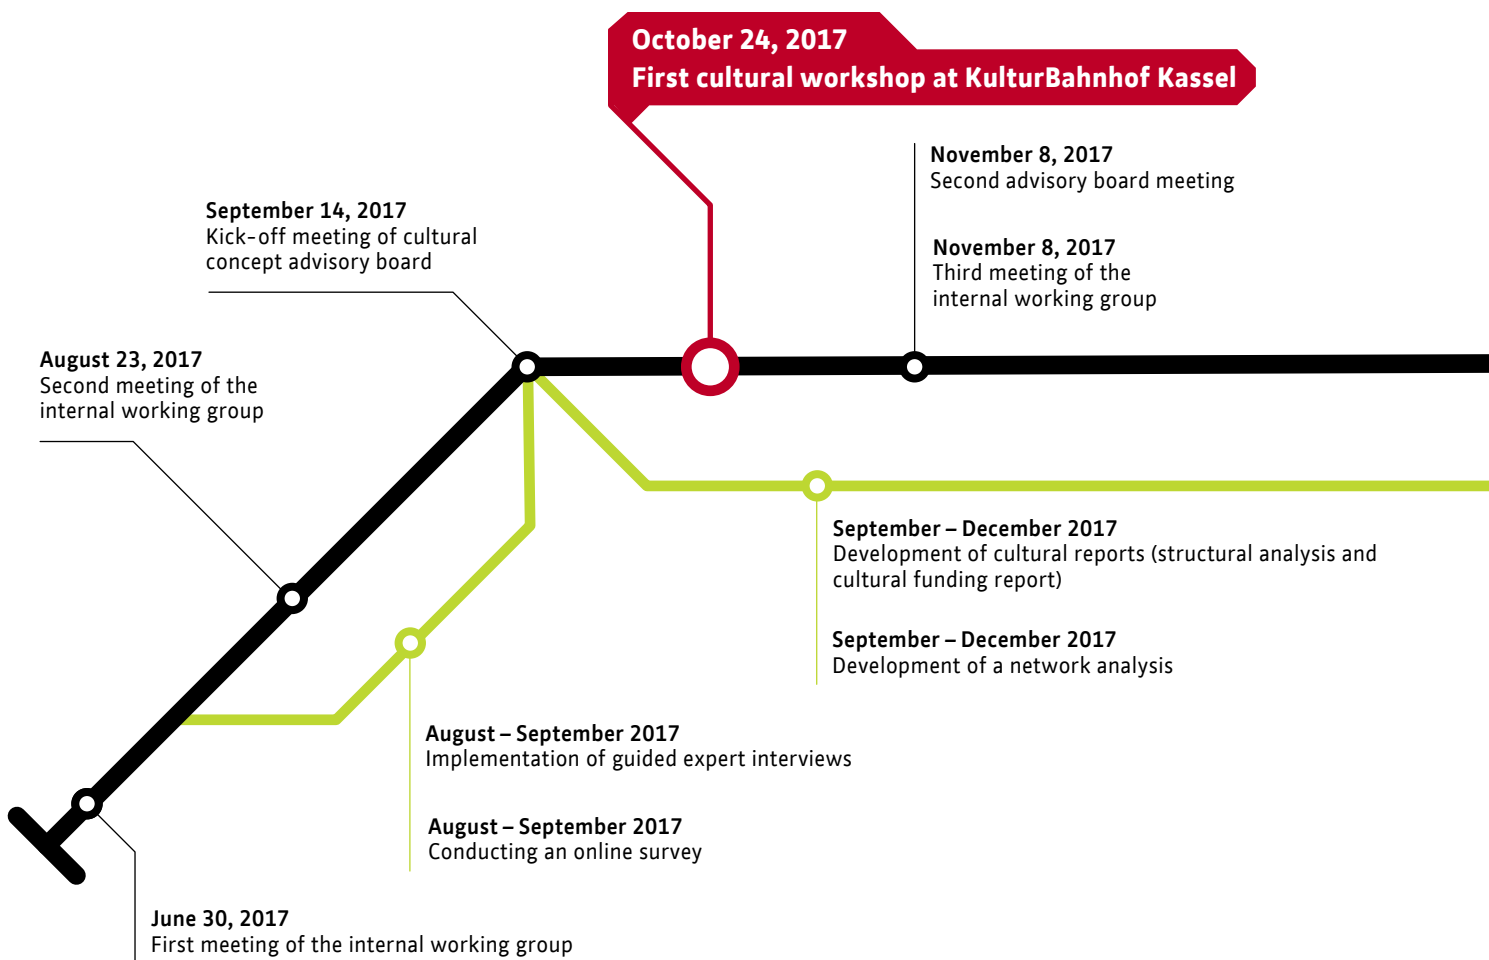 October 24, 2017
First cultural workshop at KulturBahnhof Kassel
November 8, 2017
Second advisory board meeting
November 8, 2017
Third meeting of the
internal working group
September 14, 2017
Kick-off meeting of cultural
concept advisory board
August 23, 2017
Second meeting of the
internal working group
September – December 2017
Development of cultural reports (structural analysis and
cultural funding report)
September – December 2017
Development of a network analysis
August – September 2017
Implementation of guided expert interviews
August – September 2017
Conducting an online survey
June 30, 2017
First meeting of the internal working group